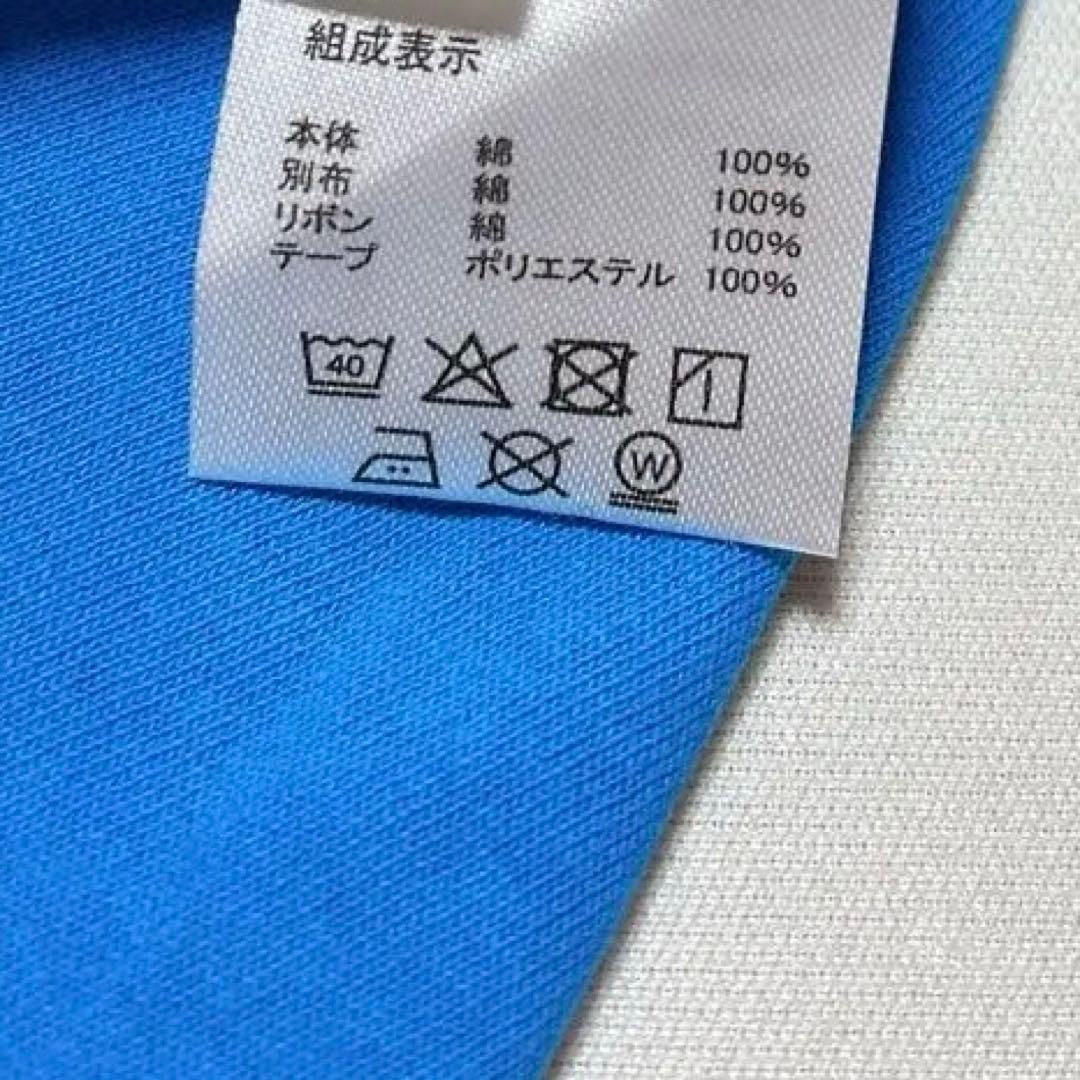 組成表示
本体 綿 100%
別布 綿 100%
リボン 綿 100%
テープ ポリエステル 100%
40
W